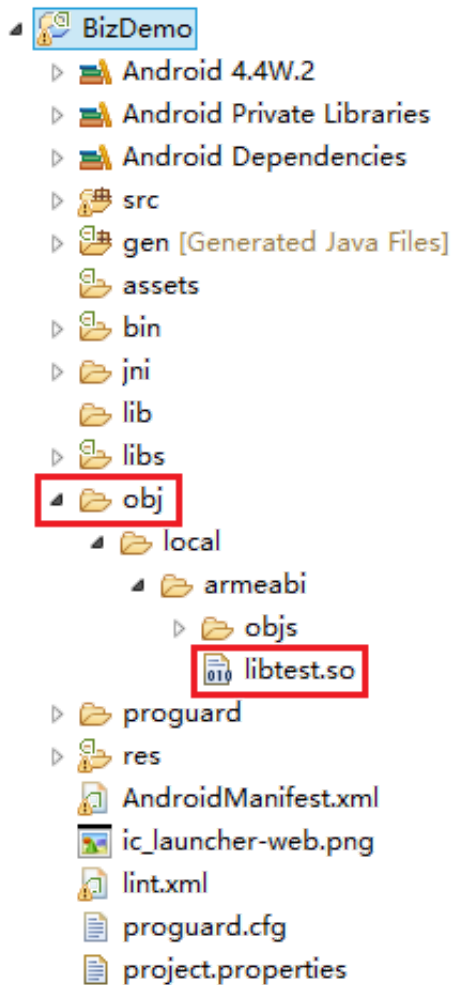 BizDemo
Android 4.4W.2
Android Private Libraries
Android Dependencies
src
gen [Generated Java Files]
assets
bin
jni
lib
libs
obj
local
armeabi
objs
010 libtest.so
proguard
res
AndroidManifest.xml
ic_launcher-web.png
lint.xml
proguard.cfg
project.properties